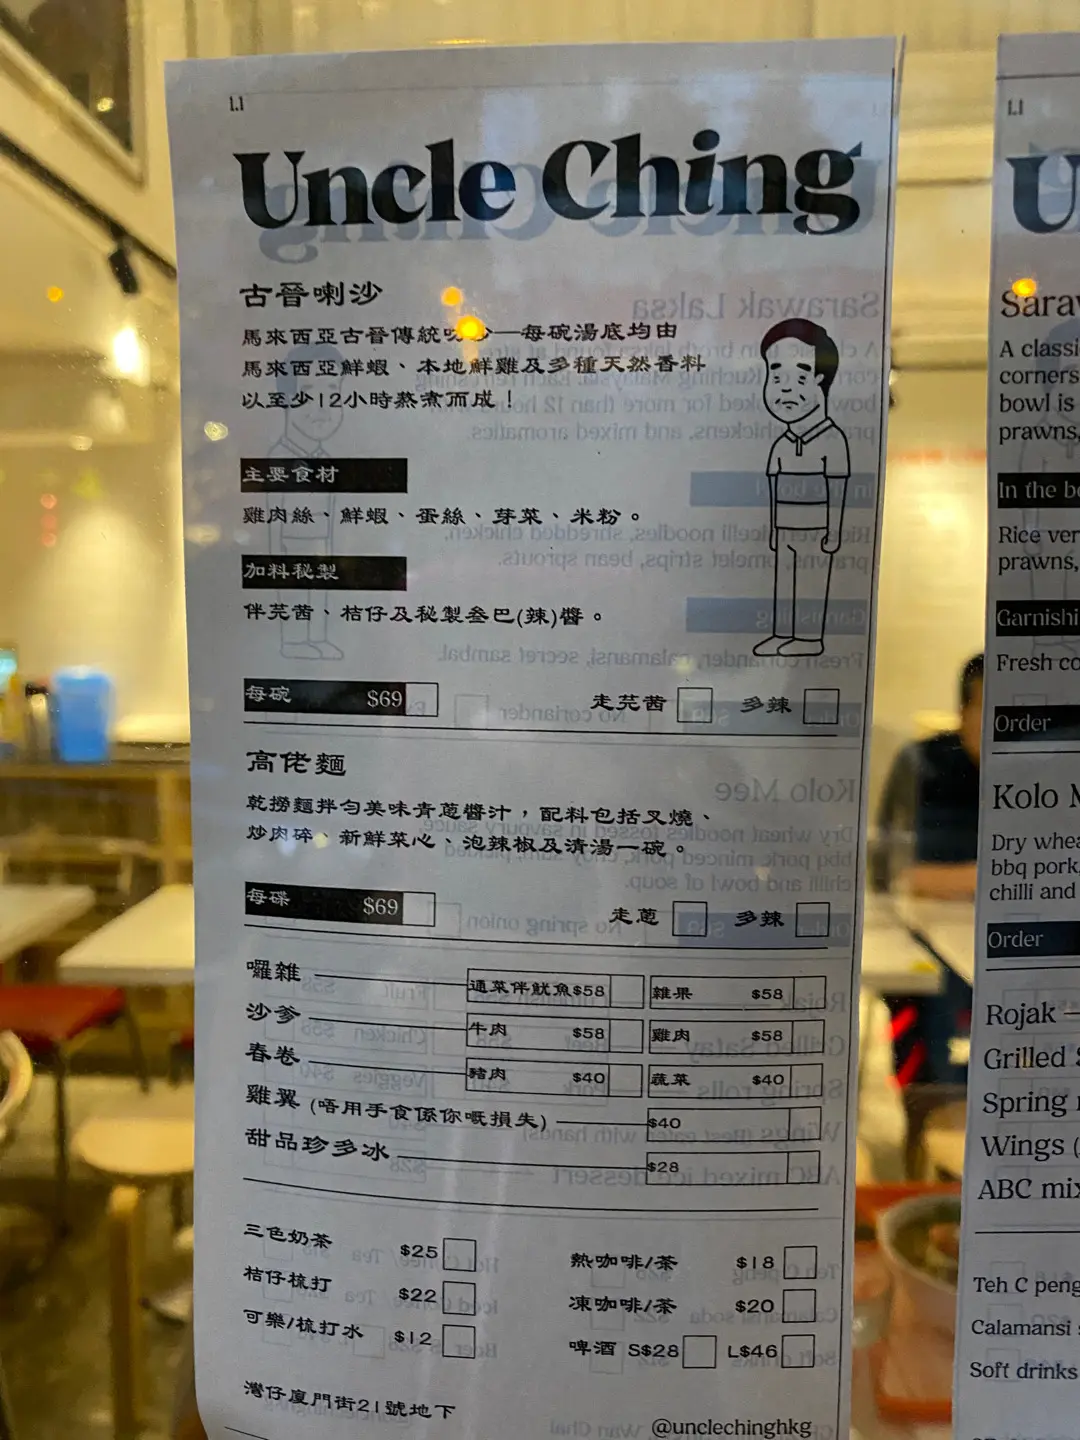 1.1
Uncle Ching
古晉喇沙
馬來西亞古晉傳統喇沙—每碗湯底均由
馬來西亞鮮蝦、本地鮮雞及多種天然香料
以至少12小時蒸煮而成！
主要食材
雞肉絲、鮮蝦、蛋絲、芽菜、米粉。
加料秘製
伴芫茜、桔仔及秘製叁巴(辣)醬。
每碗 $69 走芫茜 多辣
高佬麵
乾撈麵拌勻美味青蔥醬汁，配料包括叉燒、
炒肉碎、新鮮菜心、泡辣椒及清湯一碗。
每碟 $69 走蔥 多辣
囉雜 通菜伴魷魚$58 雜果 $58
沙爹 牛肉 $58 雞肉 $58
春卷 豬肉 $40 蔬菜 $40
雞翼 (唔用手食係你嘅損失) $40
甜品珍多冰 $28
三色奶茶 $25 熱咖啡/茶 $18
桔仔梳打 $22 凍咖啡/茶 $20
可樂/梳打水 $12 啤酒 S$28 L$46
灣仔廈門街21號地下
@unclechinghkg
1.1
U
Saraw
A classi
corners
bowl is
prawns,
In the bo
Rice ver
prawns,
Garnishi
Fresh co
Order
Kolo M
Dry whea
bbq pork,
chilli and
Order
Rojak
Grilled S
Spring r
Wings (
ABC mix
Teh C peng
Calamansi s
Soft drinks